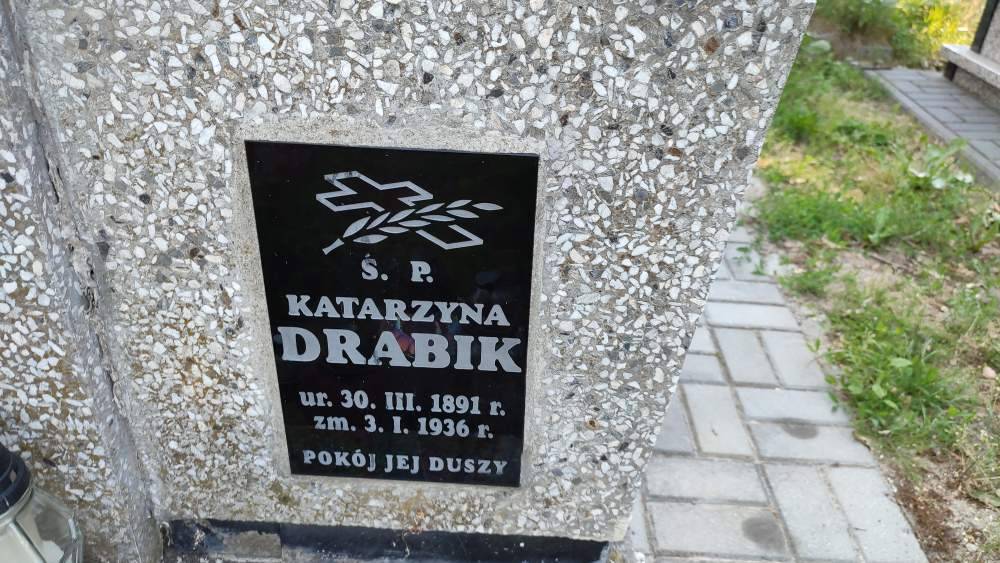 Ś. P.
KATARZYNA
DRABIK
ur. 30. III. 1891 r.
zm. 3. I. 1936 r.
POKÓJ JEJ DUSZY